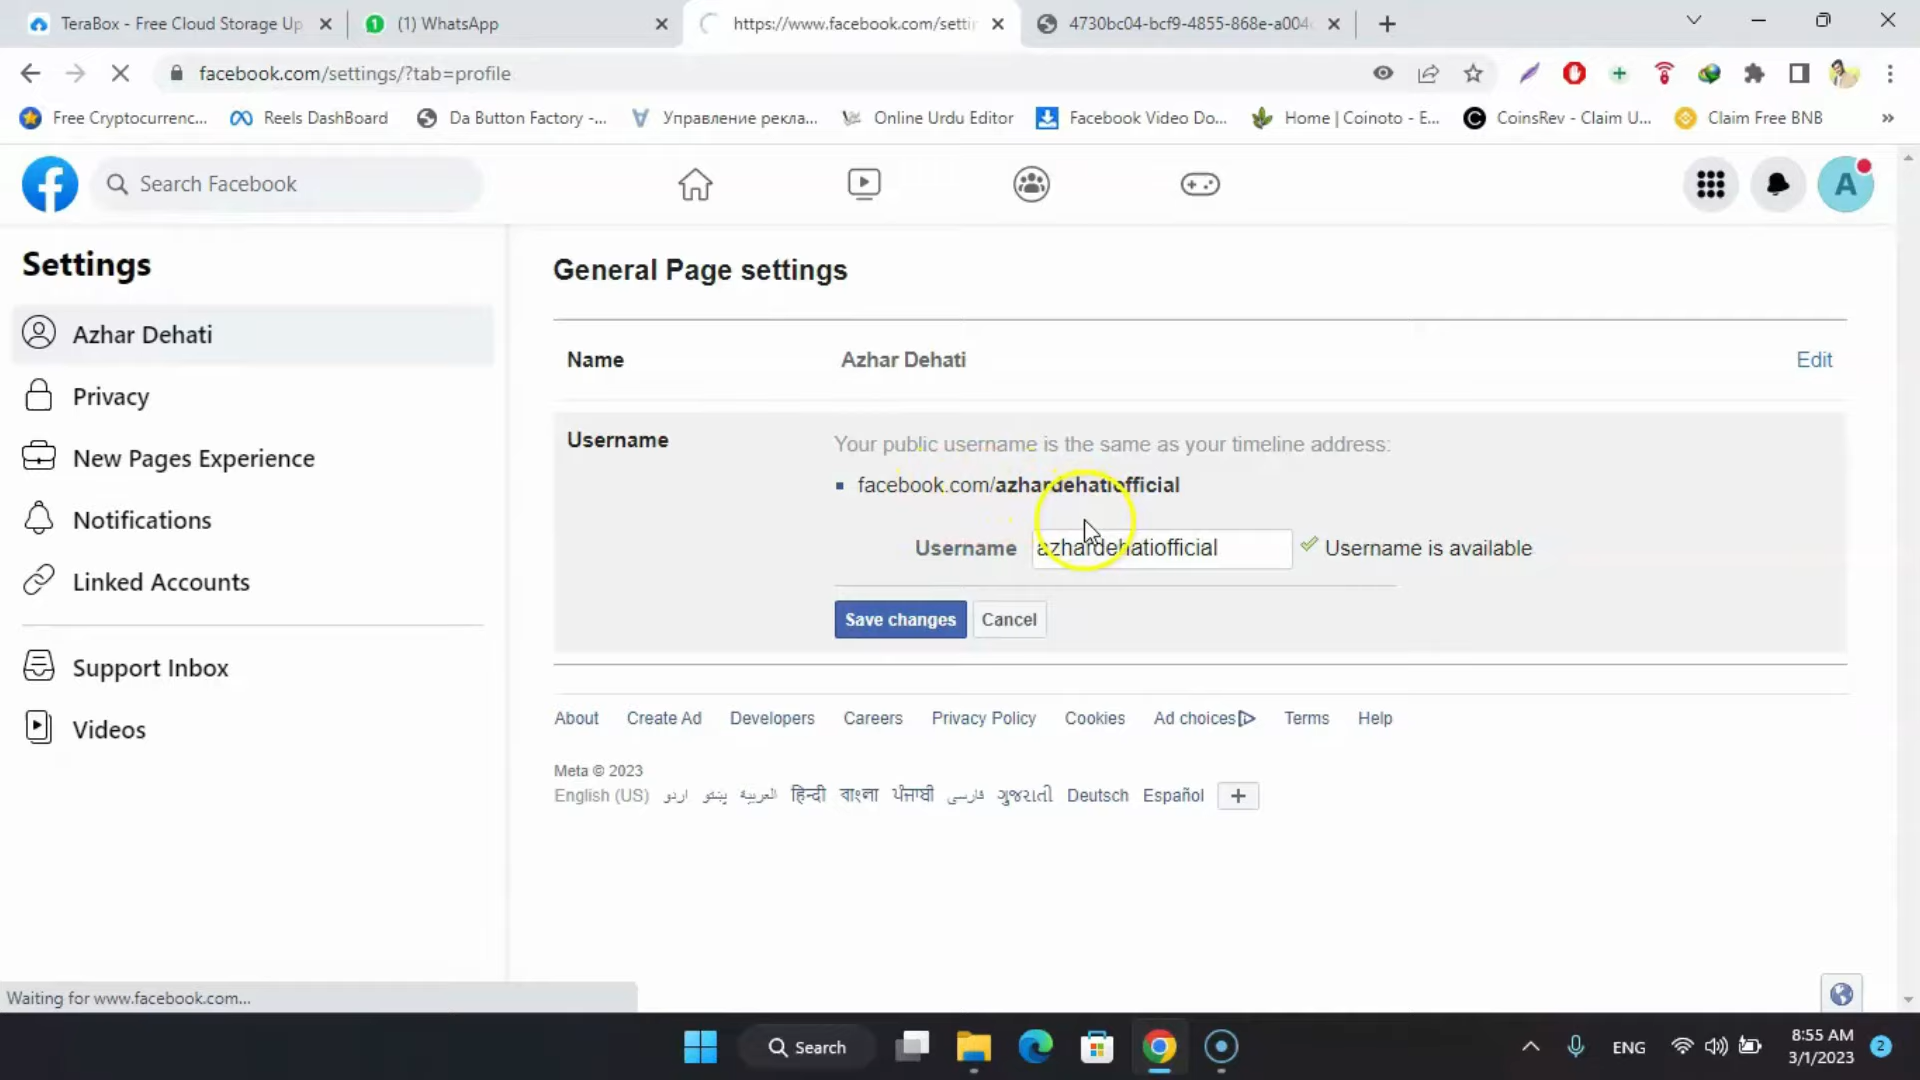 TeraBox - Free Cloud Storage Up
(1) WhatsApp
https://www.facebook.com/setti
4730bc04-bcf9-4855-868e-a004
facebook.com/settings/?tab=profile
Free Cryptocurrenc...
Reels DashBoard
Da Button Factory -...
Управление рекла...
Online Urdu Editor
Facebook Video Do...
Home | Coinoto - E...
CoinsRev - Claim U...
Claim Free BNB
»
Search Facebook
A
Settings
Azhar Dehati
Privacy
New Pages Experience
Notifications
Linked Accounts
Support Inbox
Videos
General Page settings
Name
Azhar Dehati
Edit
Username
Your public username is the same as your timeline address:
facebook.com/azhardehatiofficial
Username
azhardehatiofficial
Username is available
Save changes
Cancel
About
Create Ad
Developers
Careers
Privacy Policy
Cookies
Ad choices
Terms
Help
Meta © 2023
English (US) اردو پښتو العربية हिन्दी বাংলা ਪੰਜਾਬੀ فارسی ગુજરાતી Deutsch Español
Waiting for www.facebook.com...
Search
ENG
8:55 AM
3/1/2023
2